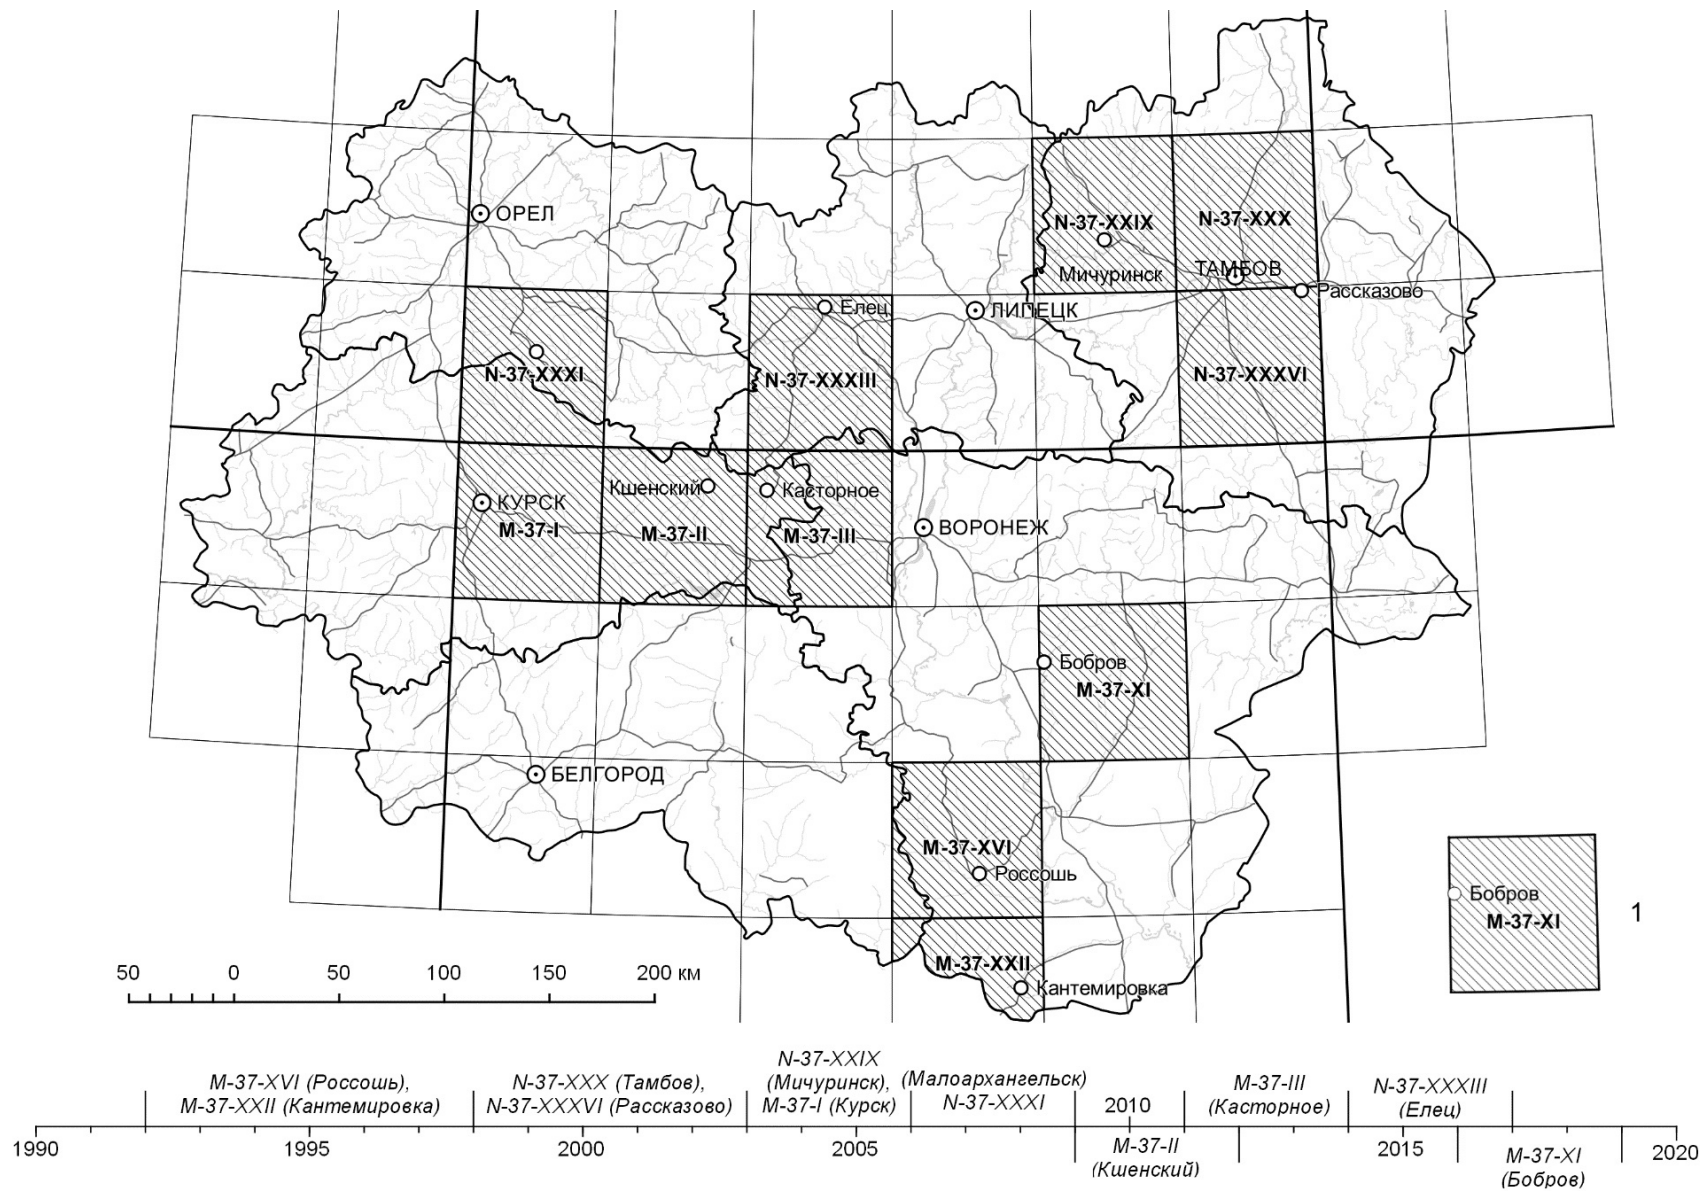 ОРЕЛ
N-37-XXIX
N-37-XXX
Мичуринск
ТАМБОВ
Рассказово
Елец
ЛИПЕЦК
N-37-XXXI
N-37-XXXIII
N-37-XXXVI
КУРСК
Кшенский
Касторное
M-37-I
M-37-II
M-37-III
ВОРОНЕЖ
Бобров
M-37-XI
БЕЛГОРОД
M-37-XVI
Россошь
M-37-XXII
Кантемировка
Бобров
M-37-XI
1
50 0 50 100 150 200 км
M-37-XVI (Россошь),
M-37-XXII (Кантемировка)
N-37-XXX (Тамбов),
N-37-XXXVI (Рассказово)
N-37-XXIX
(Мичуринск),
M-37-I (Курск)
(Малоархангельск)
N-37-XXXI
2010
M-37-III
(Касторное)
N-37-XXXIII
(Елец)
1990 1995 2000 2005 2015 2020
M-37-II
(Кшенский)
M-37-XI
(Бобров)